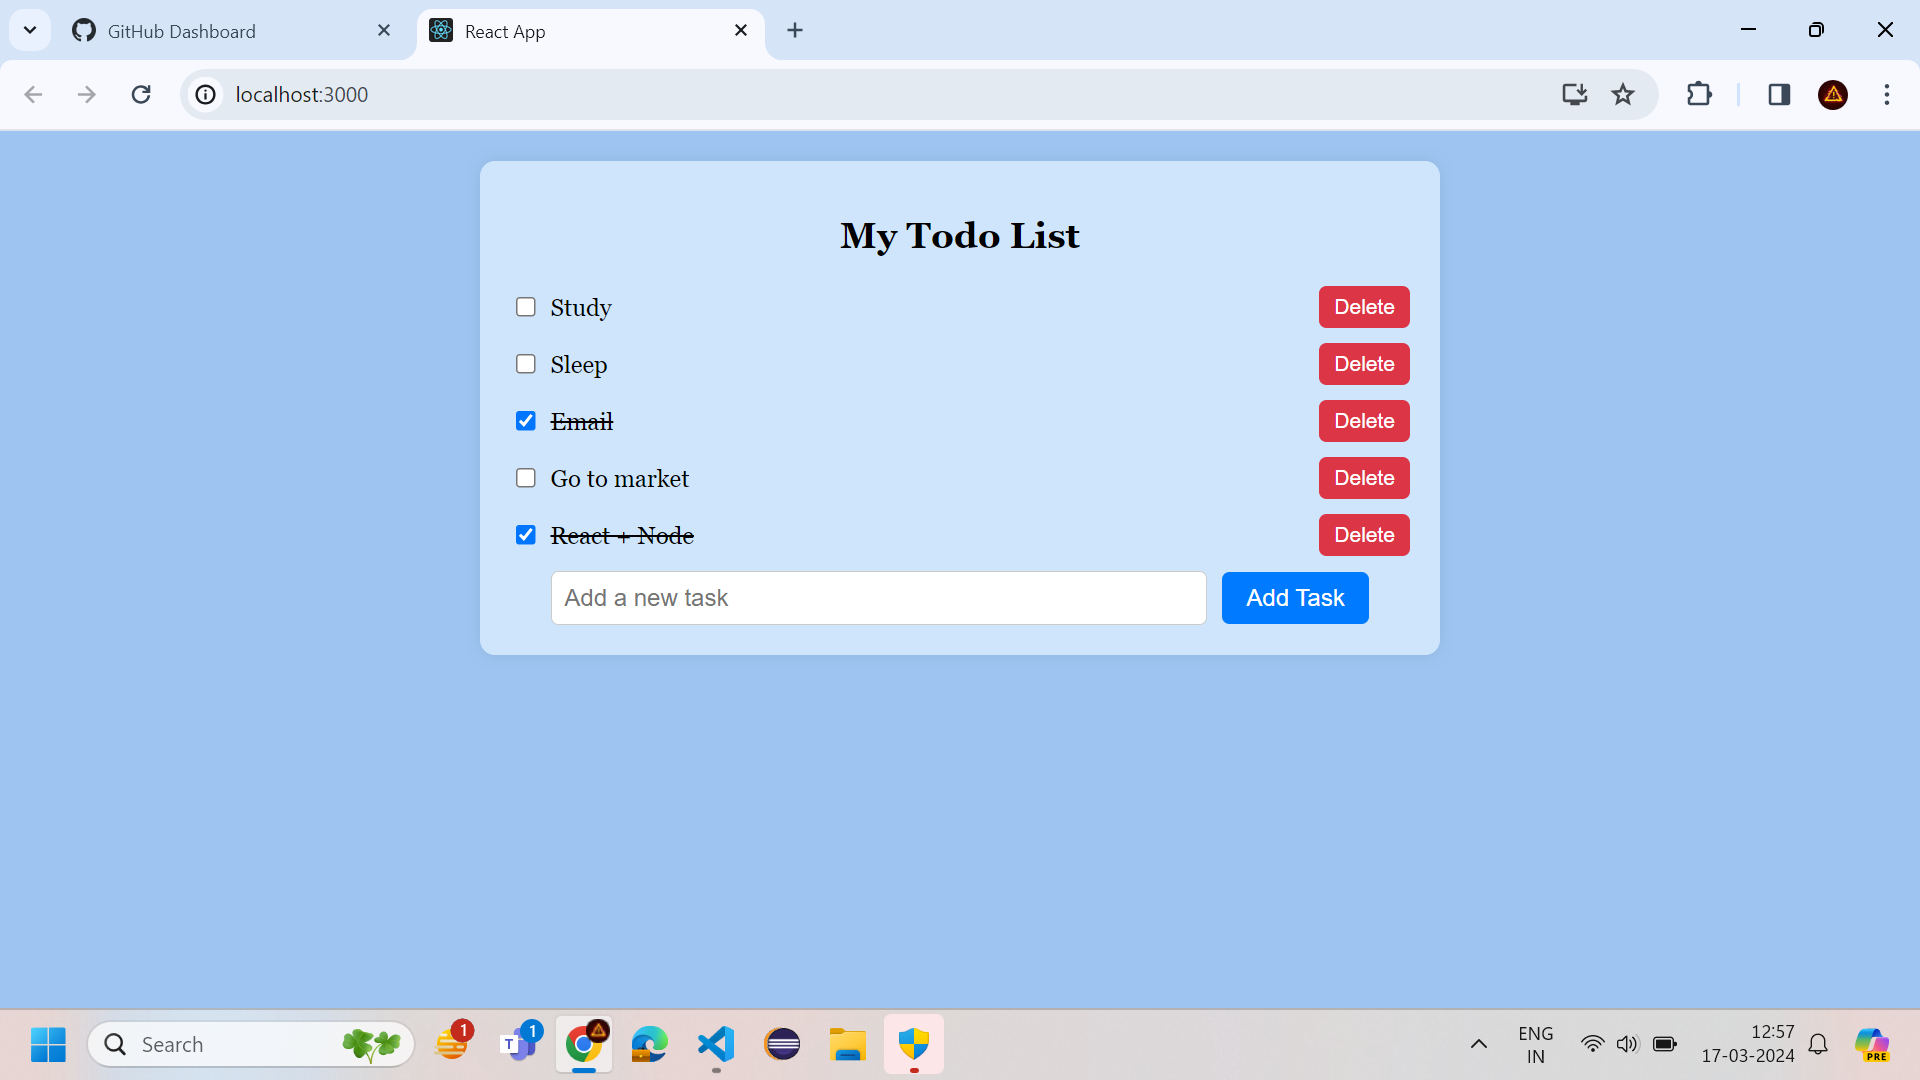 GitHub Dashboard
React App
localhost:3000
My Todo List
Study
Delete
Sleep
Delete
Email
Delete
Go to market
Delete
React + Node
Delete
Add a new task
Add Task
Search
1
T
1
PRE
ENG
IN
12:57
17-03-2024